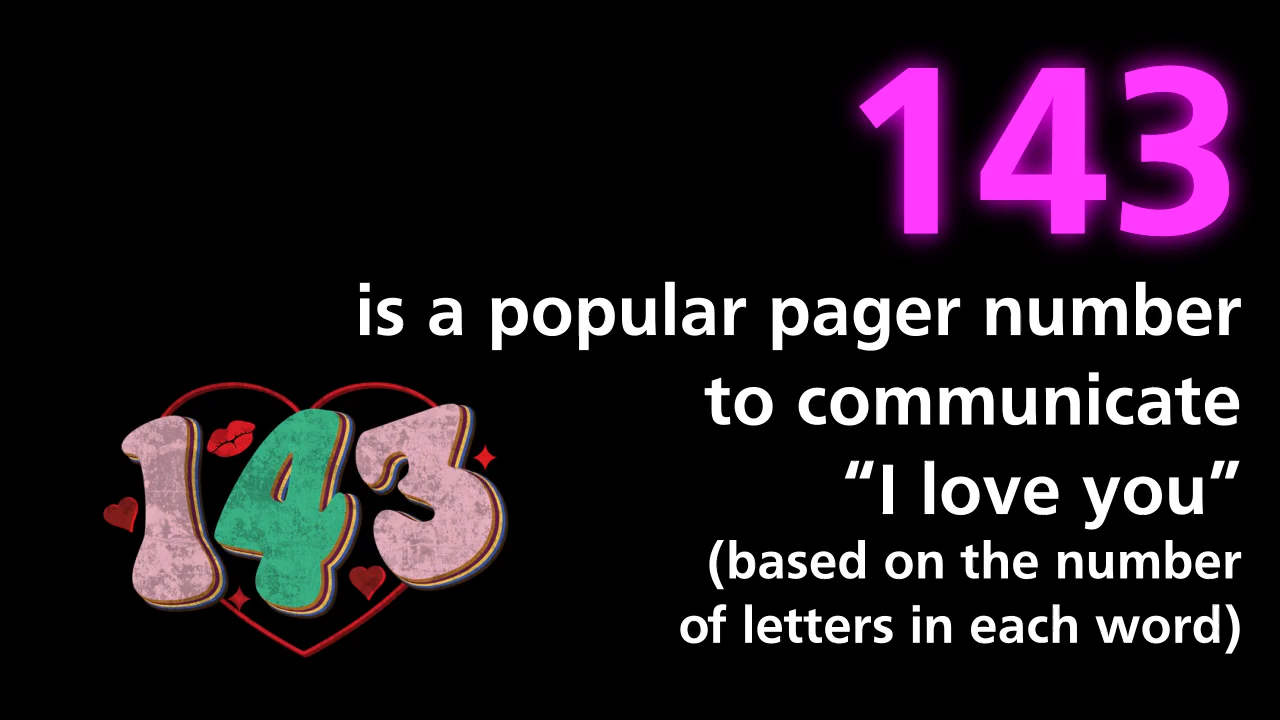 143
is a popular pager number
to communicate
“I love you”
(based on the number
of letters in each word)
143